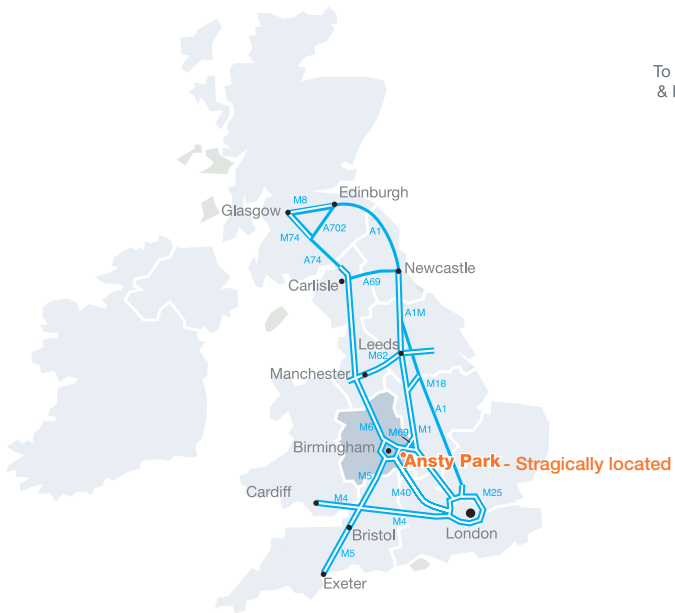 To
& I
M8
Edinburgh
Glasgow
A702
A1
M74
A74
Newcastle
Carlisle
A69
A1M
Leeds
M62
Manchester
M18
A1
M6
M69
M1
Birmingham
Ansty Park - Stragically located
M5
Cardiff
M4
M40
M25
M4
Bristol
London
M5
Exeter